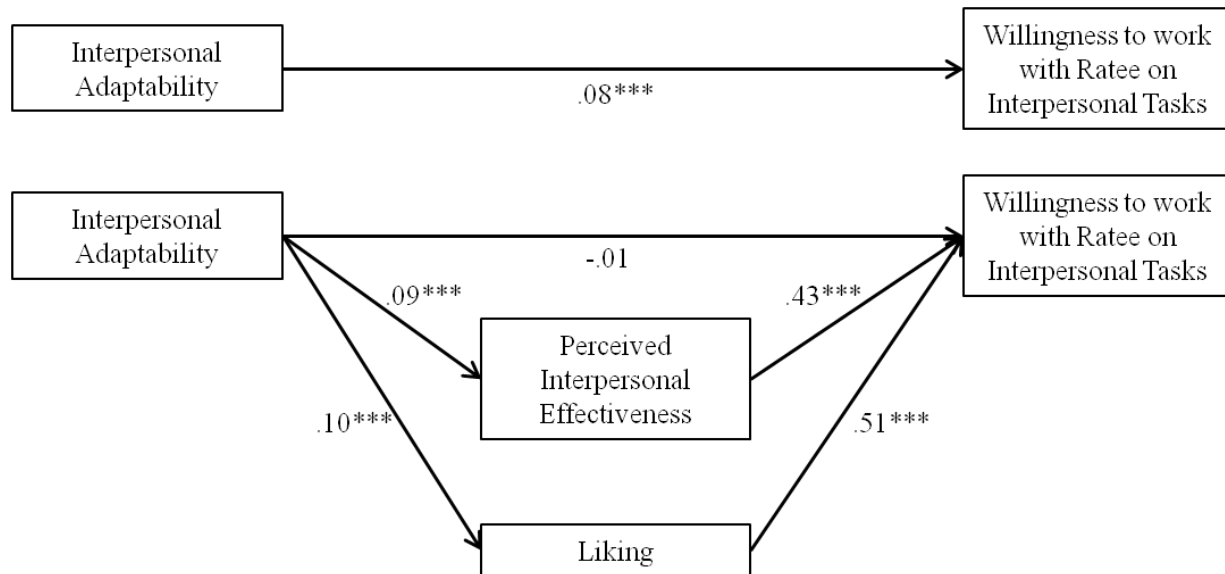 Interpersonal
Adaptability
Willingness to work
with Ratee on
Interpersonal Tasks
.08***
Interpersonal
Adaptability
Willingness to work
with Ratee on
Interpersonal Tasks
-.01
.09***
.43***
Perceived
Interpersonal
Effectiveness
.10***
.51***
Liking